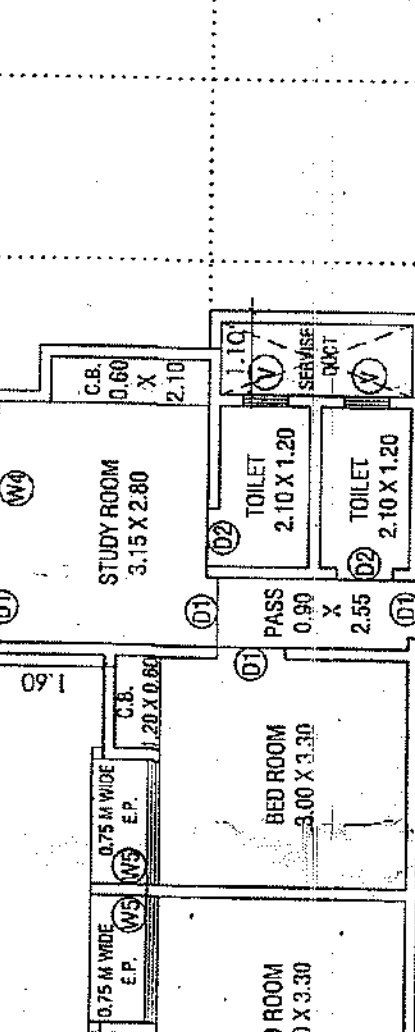 1.10
SERVISE
DUCT
V
V
C.B.
0.60
X
2.10
W4
STUDY ROOM
3.15 X 2.80
TOILET
2.10 X 1.20
TOILET
2.10 X 1.20
D2
D2
D1
D1
PASS
0.90
X
2.55
D1
D1
1.60
C.B.
1.20 X 0.60
BED ROOM
3.00 X 3.30
0.75 M WIDE
E.P.
W5
W5
0.75 M WIDE
E.P.
ROOM
X 3.30